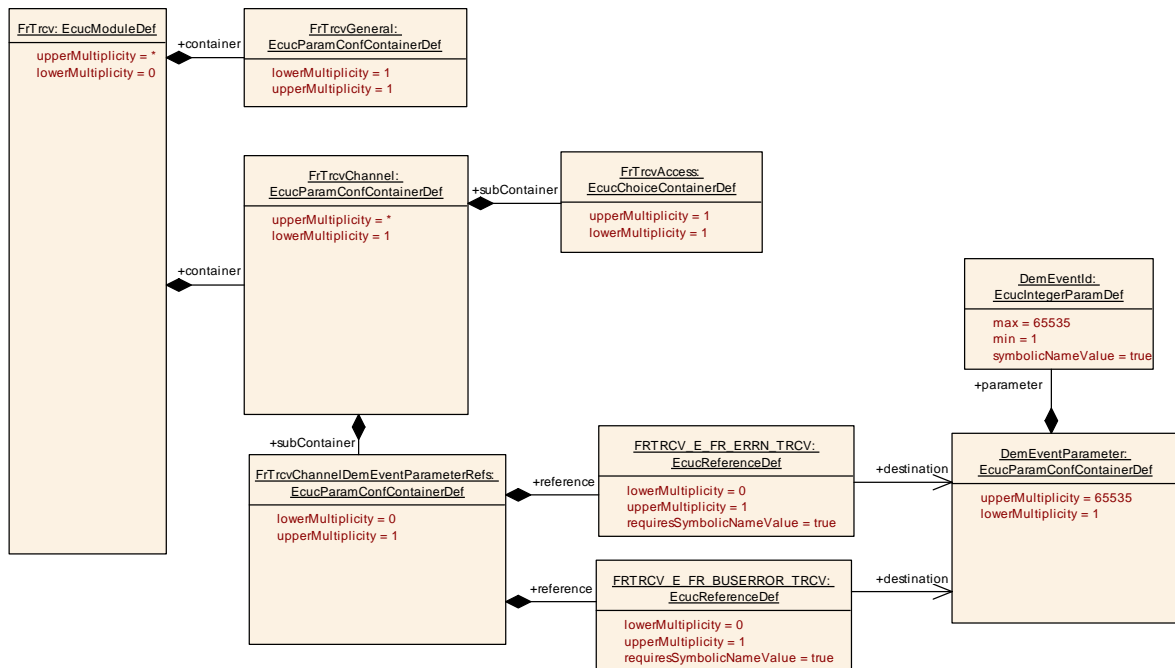 FrTrcv: EcucModuleDef
upperMultiplicity = *
lowerMultiplicity = 0
+container
FrTrcvGeneral:
EcucParamConfContainerDef
lowerMultiplicity = 1
upperMultiplicity = 1
+container
FrTrcvChannel:
EcucParamConfContainerDef
upperMultiplicity = *
lowerMultiplicity = 1
+subContainer
FrTrcvAccess:
EcucChoiceContainerDef
upperMultiplicity = 1
lowerMultiplicity = 1
DemEventId:
EcucIntegerParamDef
max = 65535
min = 1
symbolicNameValue = true
+parameter
+subContainer
FrTrcvChannelDemEventParameterRefs:
EcucParamConfContainerDef
lowerMultiplicity = 0
upperMultiplicity = 1
+reference
FRTRCV_E_FR_ERRN_TRCV:
EcucReferenceDef
lowerMultiplicity = 0
upperMultiplicity = 1
requiresSymbolicNameValue = true
+destination
DemEventParameter:
EcucParamConfContainerDef
upperMultiplicity = 65535
lowerMultiplicity = 1
+reference
FRTRCV_E_FR_BUSERROR_TRCV:
EcucReferenceDef
lowerMultiplicity = 0
upperMultiplicity = 1
requiresSymbolicNameValue = true
+destination